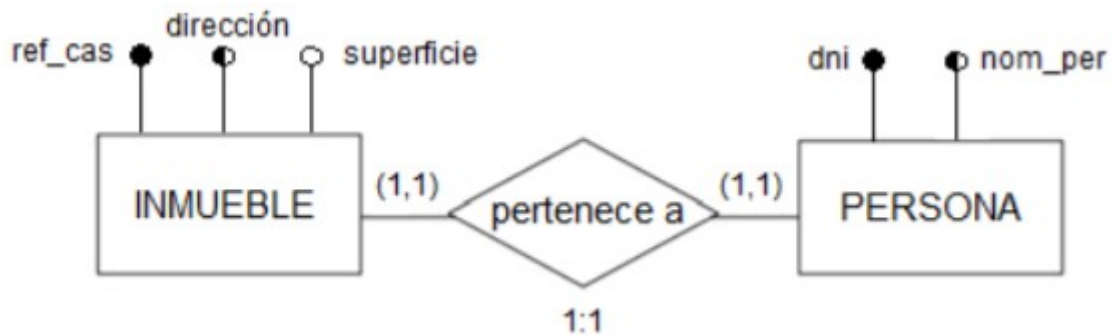 dirección
ref_cas superficie
dni nom_per
INMUEBLE (1,1) pertenece a (1,1) PERSONA
1:1